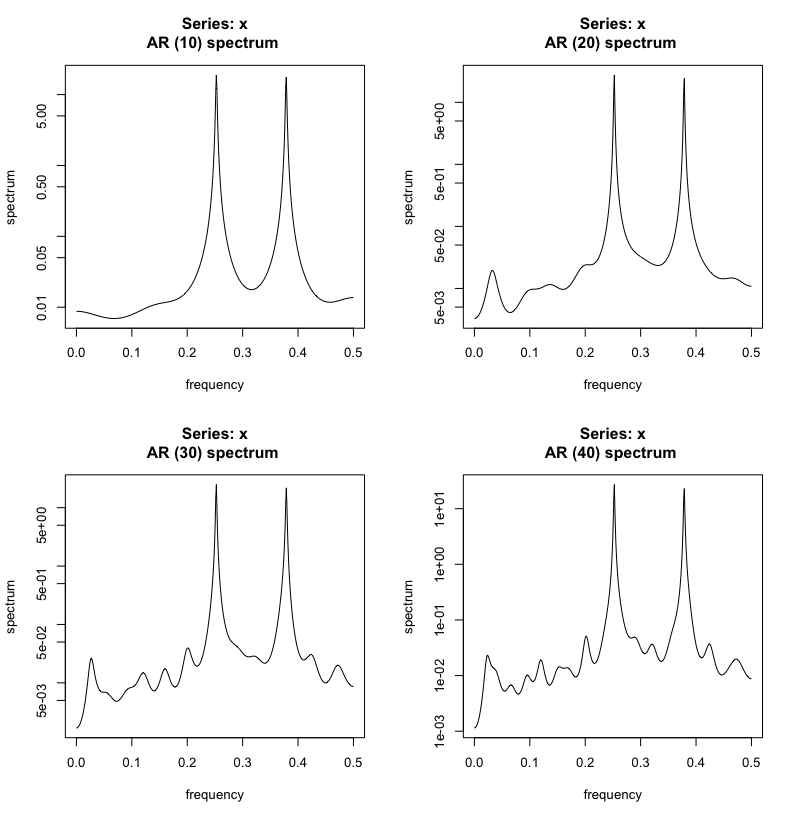 Series: x
AR (10) spectrum
spectrum
5.00
0.50
0.05
0.01
0.0 0.1 0.2 0.3 0.4 0.5
frequency
Series: x
AR (20) spectrum
spectrum
5e+00
5e-01
5e-02
5e-03
0.0 0.1 0.2 0.3 0.4 0.5
frequency
Series: x
AR (30) spectrum
spectrum
5e+00
5e-01
5e-02
5e-03
0.0 0.1 0.2 0.3 0.4 0.5
frequency
Series: x
AR (40) spectrum
spectrum
1e+01
1e+00
1e-01
1e-02
1e-03
0.0 0.1 0.2 0.3 0.4 0.5
frequency